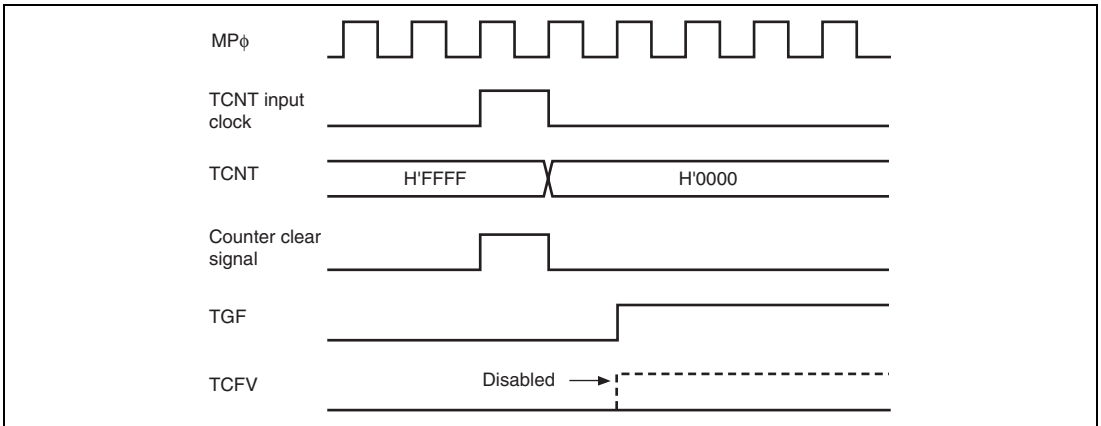 MPφ
TCNT input
clock
TCNT
H'FFFF
H'0000
Counter clear
signal
TGF
TCFV
Disabled